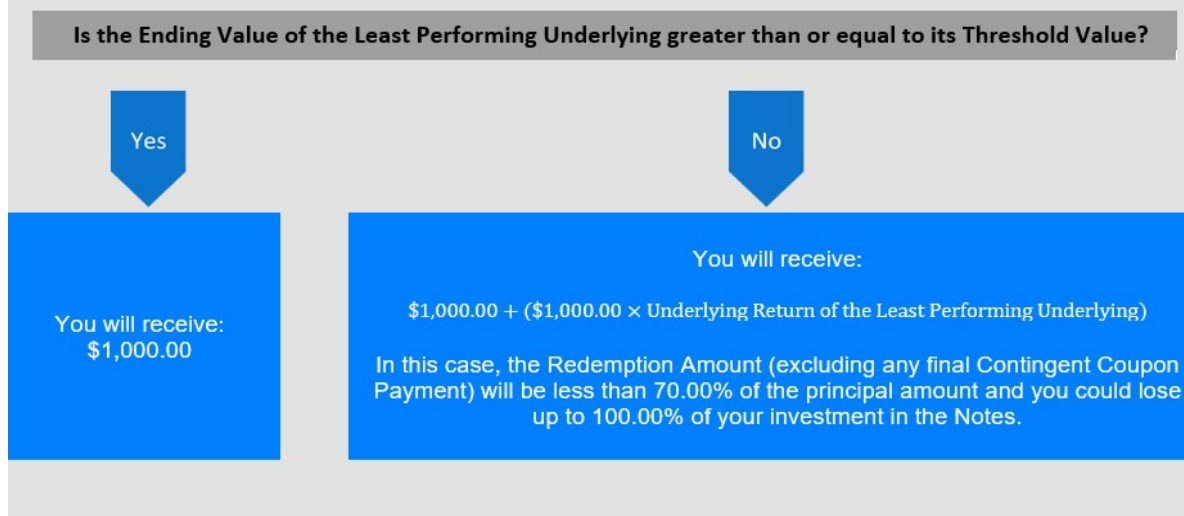 Is the Ending Value of the Least Performing Underlying greater than or equal to its Threshold Value?
Yes
No
You will receive:
$1,000.00
You will receive:
$1,000.00 + ($1,000.00 × Underlying Return of the Least Performing Underlying)
In this case, the Redemption Amount (excluding any final Contingent Coupon
Payment) will be less than 70.00% of the principal amount and you could lose
up to 100.00% of your investment in the Notes.